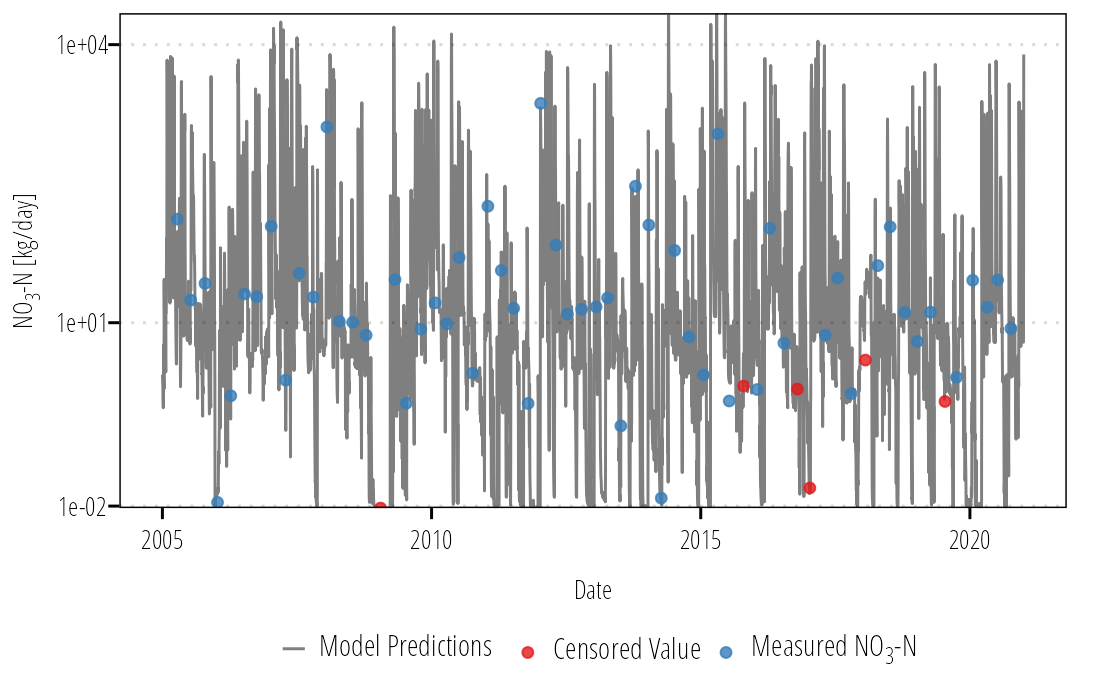 1e+04
1e+01
1e-02
NO3-N [kg/day]
2005 2010 2015 2020
Date
Model Predictions Censored Value Measured NO3-N